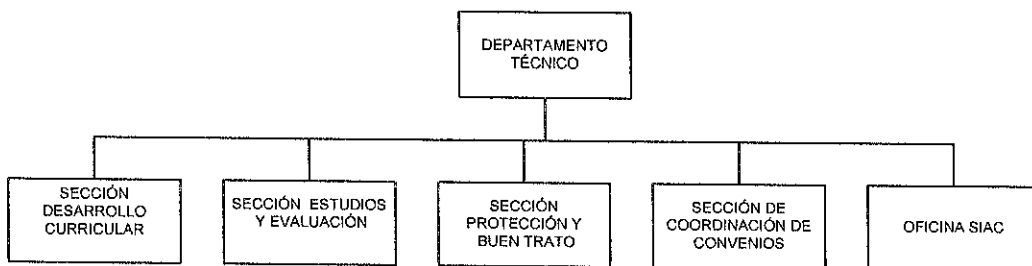 DEPARTAMENTO
TÉCNICO
SECCIÓN
DESARROLLO
CURRICULAR
SECCIÓN ESTUDIOS
Y EVALUACIÓN
SECCIÓN
PROTECCIÓN Y
BUEN TRATO
SECCIÓN DE
COORDINACIÓN DE
CONVENIOS
OFICINA SIAC